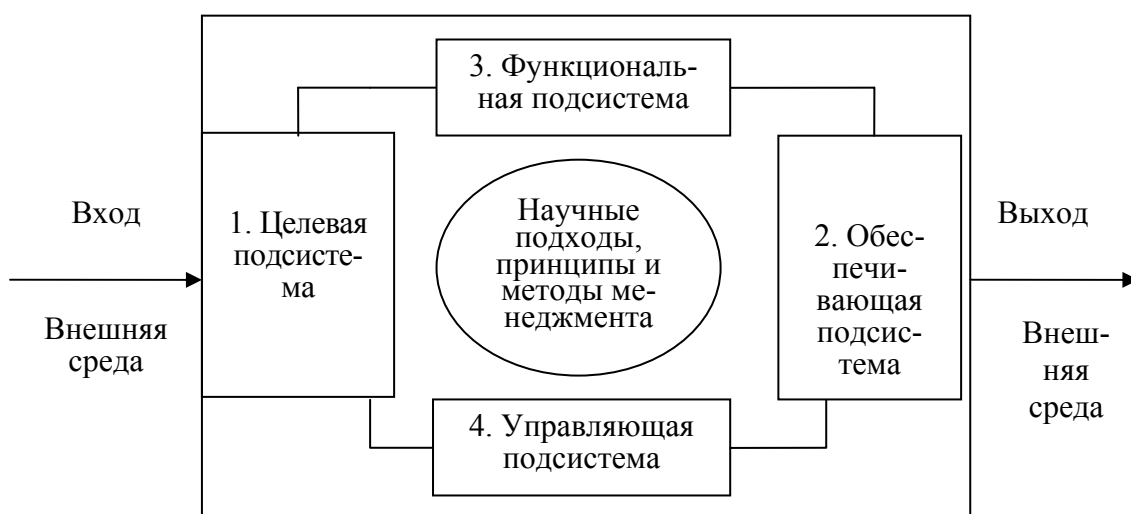 3. Функциональ-
ная подсистема
Вход
Внешняя
среда
1. Целевая
подсисте-
ма
Научные
подходы,
принципы и
методы ме-
неджмента
2. Обес-
печи-
вающая
подсис-
тема
Выход
Внеш-
няя
среда
4. Управляющая
подсистема